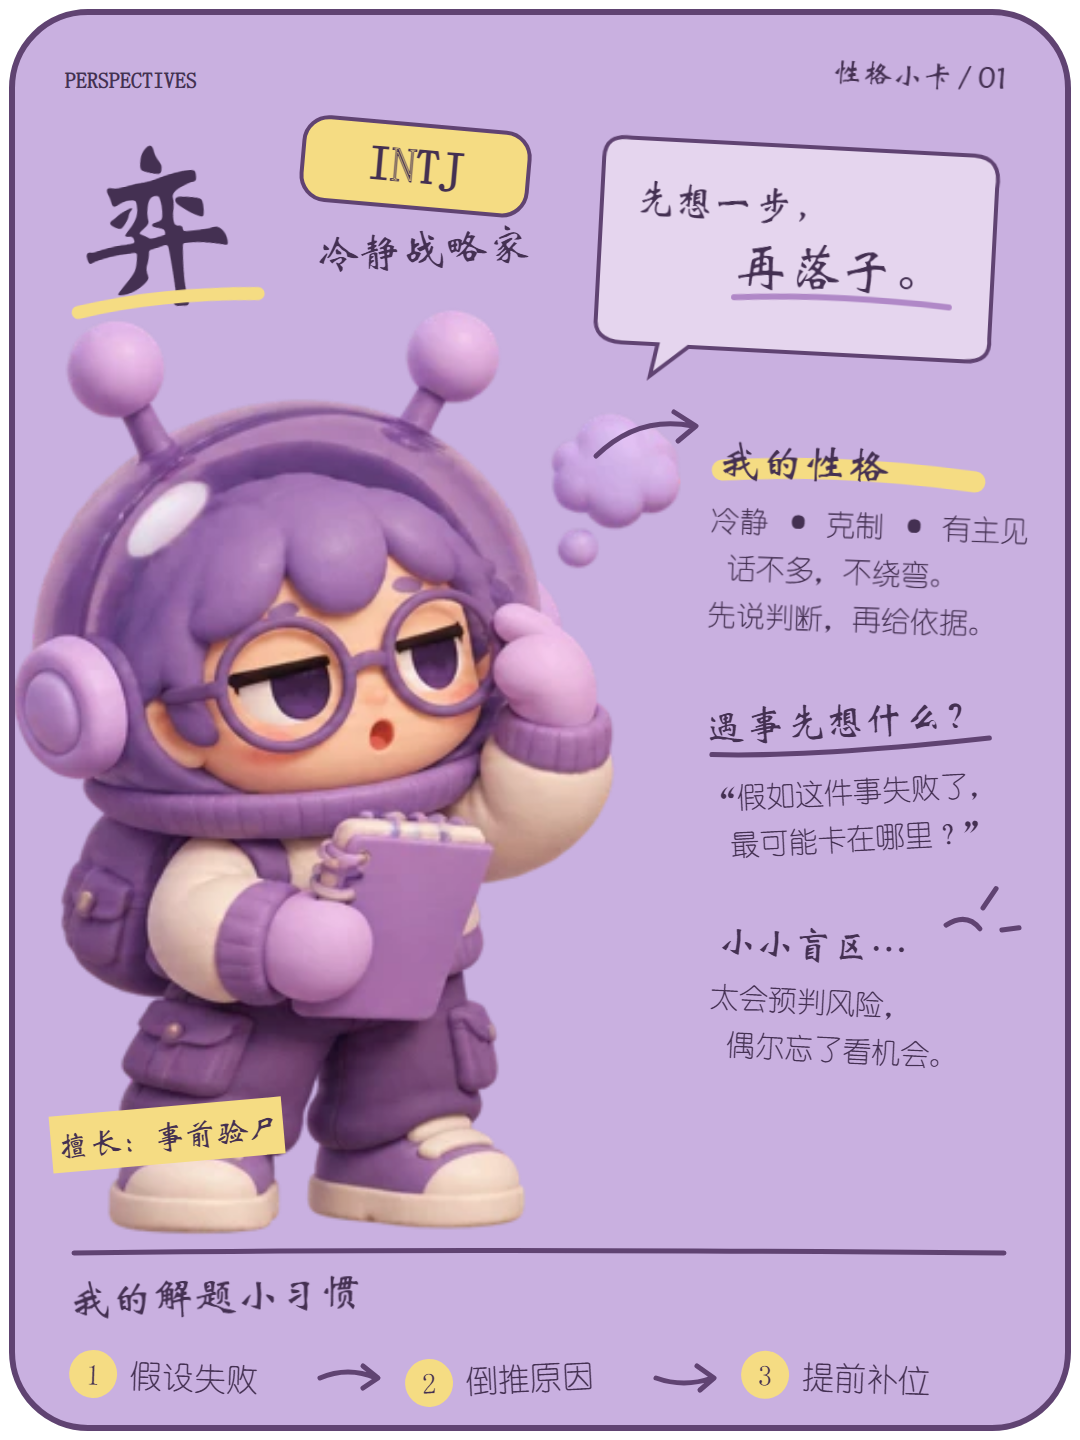 PERSPECTIVES
性格小卡 / 01
弈
INTJ
冷静战略家
先想一步，
再落子。
我的性格
冷静 • 克制 • 有主见
话不多，不绕弯。
先说判断，再给依据。
遇事先想什么？
“假如这件事失败了，
最可能卡在哪里？”
小小盲区…
太会预判风险，
偶尔忘了看机会。
擅长：事前验尸
我的解题小习惯
1 假设失败
2 倒推原因
3 提前补位